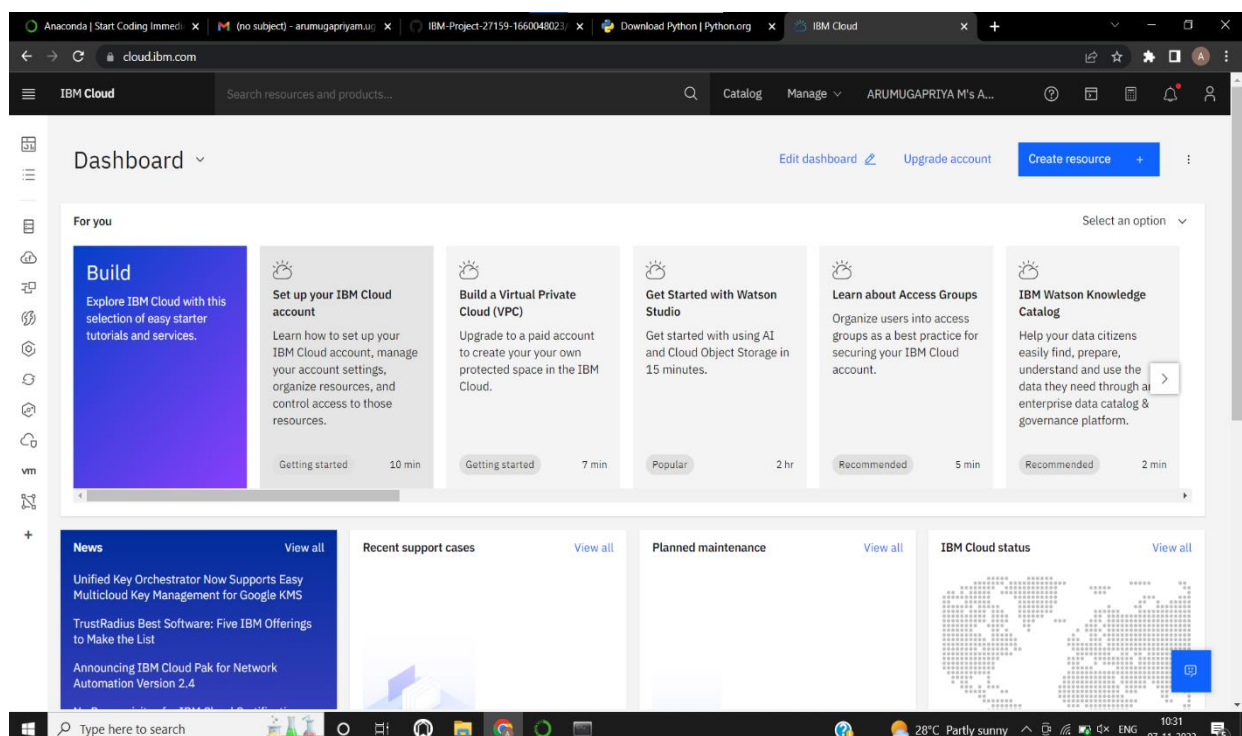 Anaconda | Start Coding Immedi
(no subject) - arumugapriyam.ug
IBM-Project-27159-1660048023/
Download Python | Python.org
IBM Cloud
cloud.ibm.com
A
IBM Cloud
Search resources and products...
Catalog
Manage
ARUMUGAPRIYA M's A...
Dashboard
Edit dashboard
Upgrade account
Create resource +
For you
Select an option
Build
Explore IBM Cloud with this
selection of easy starter
tutorials and services.
Set up your IBM Cloud
account
Learn how to set up your
IBM Cloud account, manage
your account settings,
organize resources, and
control access to those
resources.
Getting started 10 min
Build a Virtual Private
Cloud (VPC)
Upgrade to a paid account
to create your your own
protected space in the IBM
Cloud.
Getting started 7 min
Get Started with Watson
Studio
Get started with using AI
and Cloud Object Storage in
15 minutes.
Popular 2 hr
Learn about Access Groups
Organize users into access
groups as a best practice for
securing your IBM Cloud
account.
Recommended 5 min
IBM Watson Knowledge
Catalog
Help your data citizens
easily find, prepare,
understand and use the
data they need through
enterprise data catalog &
governance platform.
Recommended 2 min
vm
News View all
Unified Key Orchestrator Now Supports Easy
Multicloud Key Management for Google KMS
TrustRadius Best Software: Five IBM Offerings
to Make the List
Announcing IBM Cloud Pak for Network
Automation Version 2.4
Recent support cases View all
Planned maintenance View all
IBM Cloud status View all
Type here to search
28°C Partly sunny
ENG
10:31